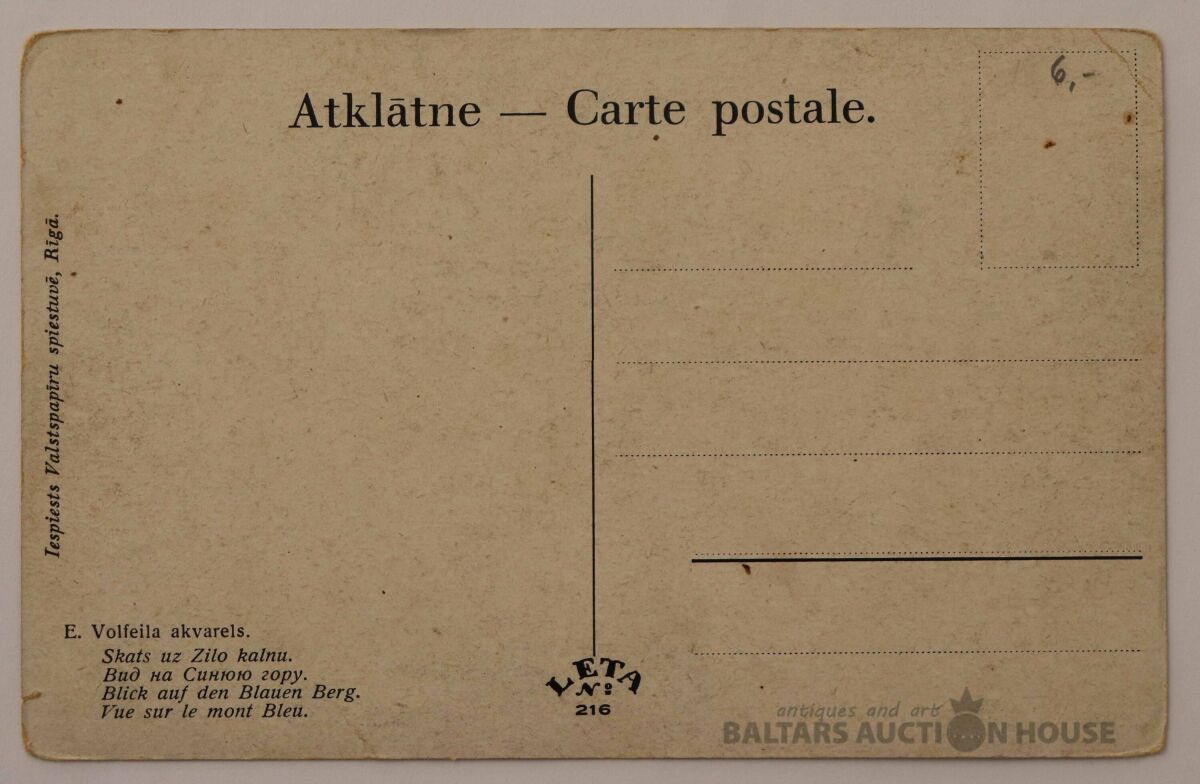 Atklātne — Carte postale.
6,-
Iespiests Valstspapīru spiestuvē, Rīgā.
E. Volfeila akvarels.
Skats uz Zilo kalnu.
Вид на Синюю гору.
Blick auf den Blauen Berg.
Vue sur le mont Bleu.
LETA
№
216
antiques and art
BALTARS AUCTION HOUSE